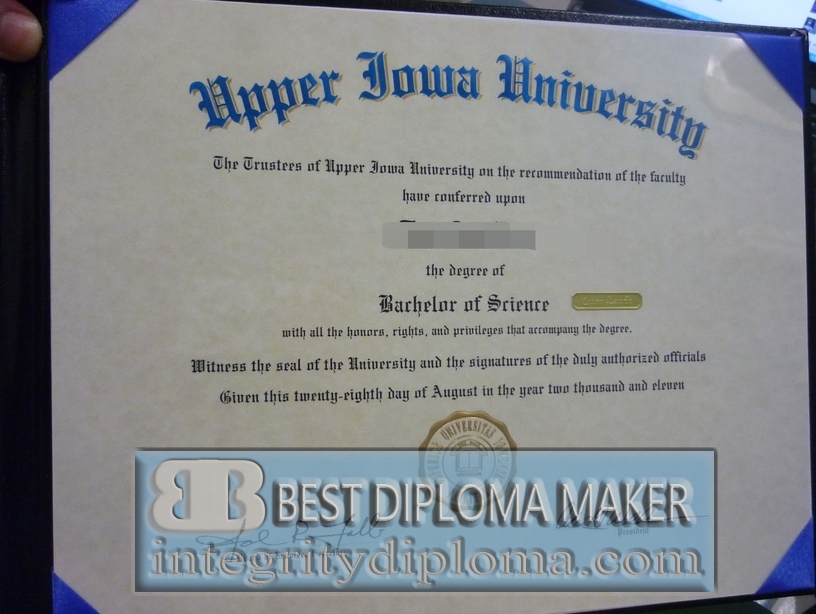 Upper Iowa University
The Trustees of Upper Iowa University on the recommendation of the faculty
have conferred upon
the degree of
Bachelor of Science
with all the honors, rights, and privileges that accompany the degree.
Witness the seal of the University and the signatures of the duly authorized officials
Given this twenty-eighth day of August in the year two thousand and eleven
BB BEST DIPLOMA MAKER
President
integritydiploma.com